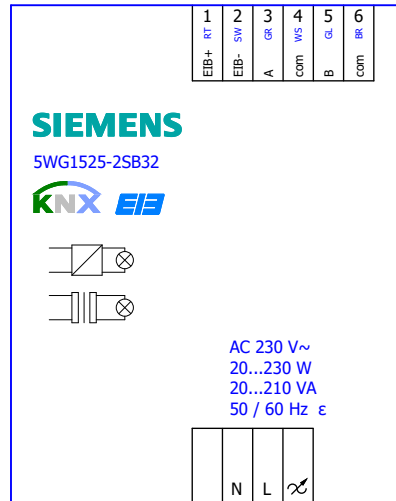 1 2 3 4 5 6
RT SW GR WS GL BR
EIB+ EIB- A com B com
SIEMENS
5WG1525-2SB32
KNX EIB
AC 230 V~
20...230 W
20...210 VA
50 / 60 Hz ε
N L